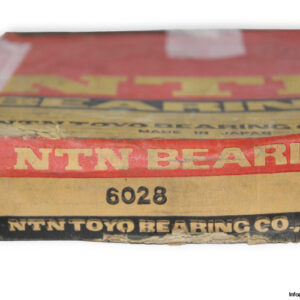 NTN
BEARING
NTN TOYO BEARING C
MADE IN JAPAN
NTN BEARI
6028
NTN TOYO BEARING CO.,